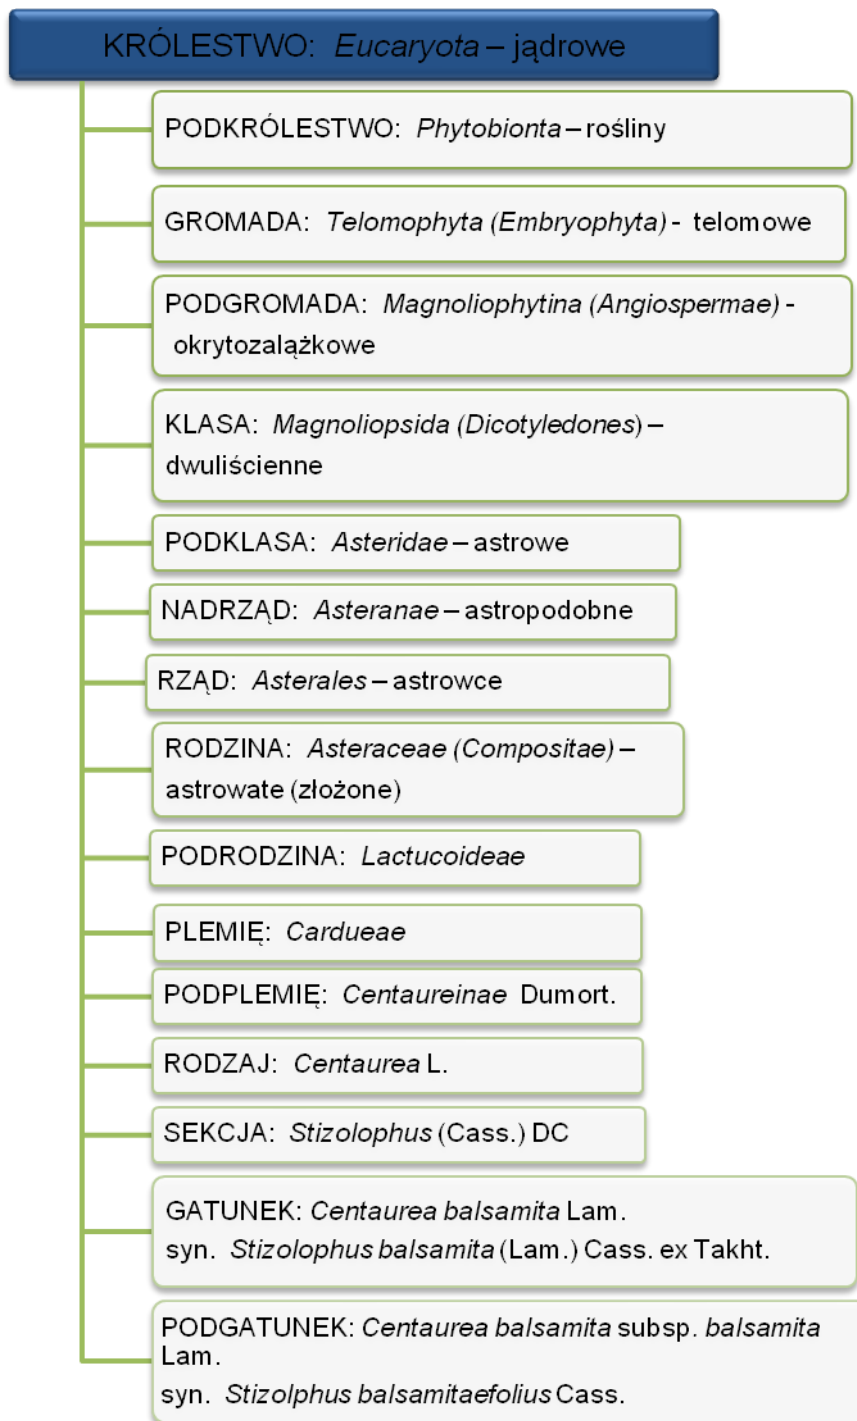 KRÓLESTWO: Eucaryota – jądrowe
PODKRÓLESTWO: Phytobionta – rośliny
GROMADA: Telomophyta (Embryophyta) - telomowe
PODGROMADA: Magnoliophytina (Angiospermae) -
okrytozalążkowe
KLASA: Magnoliopsida (Dicotyledones) –
dwuliścienne
PODKLASA: Asteridae – astrowe
NADRZĄD: Asteranae – astropodobne
RZĄD: Asterales – astrowce
RODZINA: Asteraceae (Compositae) –
astrowate (złożone)
PODRODZINA: Lactucoideae
PLEMIĘ: Cardueae
PODPLEMIĘ: Centaureinae Dumort.
RODZAJ: Centaurea L.
SEKCJA: Stizolophus (Cass.) DC
GATUNEK: Centaurea balsamita Lam.
syn. Stizolophus balsamita (Lam.) Cass. ex Takht.
PODGATUNEK: Centaurea balsamita subsp. balsamita
Lam.
syn. Stizolphus balsamitaefolius Cass.